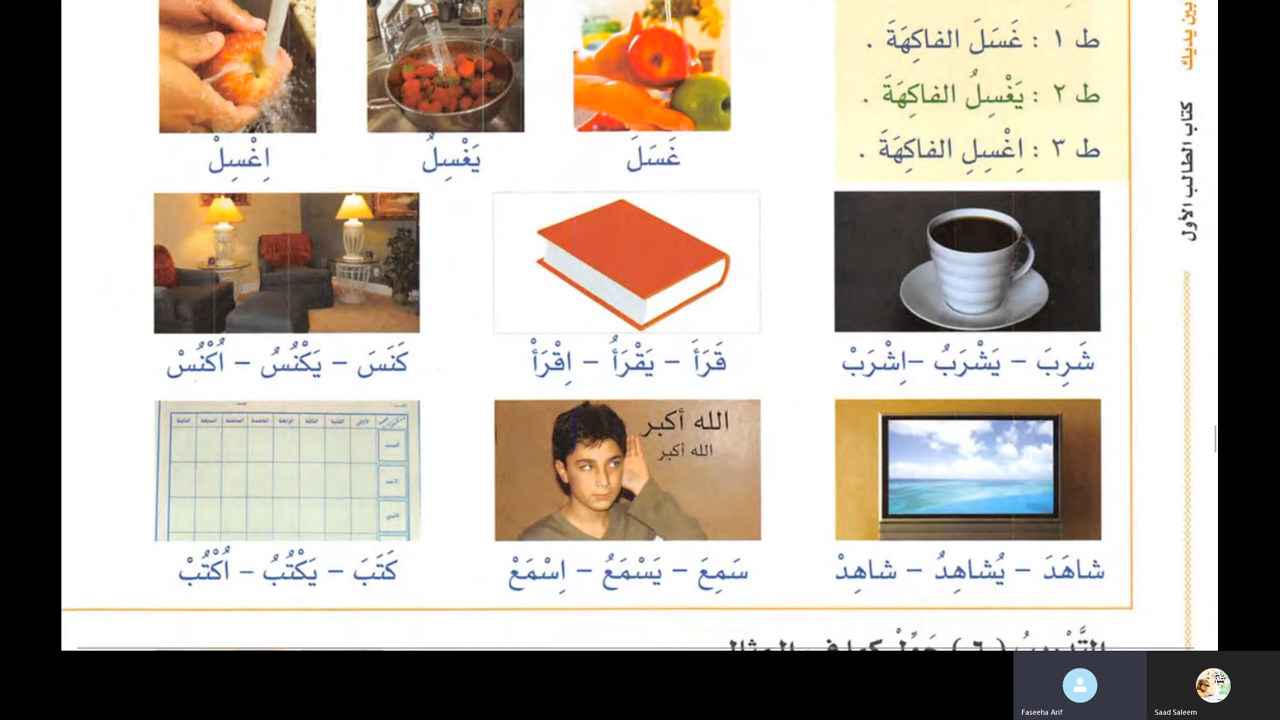 ط ١ : غَسَلَ الفاكِهَةَ .
ط ٢ : يَغْسِلُ الفاكِهَةَ .
ط ٣ : اِغْسِلِ الفاكِهَةَ .
غَسَلَ
يَغْسِلُ
اِغْسِلْ
شَرِبَ – يَشْرَبُ –اِشْرَبْ
قَرَأَ – يَقْرَأُ – اِقْرَأْ
كَنَسَ – يَكْنُسُ – اُكْنُسْ
الله أكبر
الله أكبر
شاهَدَ – يُشاهِدُ – شاهِدْ
سَمِعَ – يَسْمَعُ – اِسْمَعْ
كَتَبَ – يَكْتُبُ – اُكْتُبْ
بين يديك
كتاب الطالب الأول
Faseeha Arif
Saad Saleem